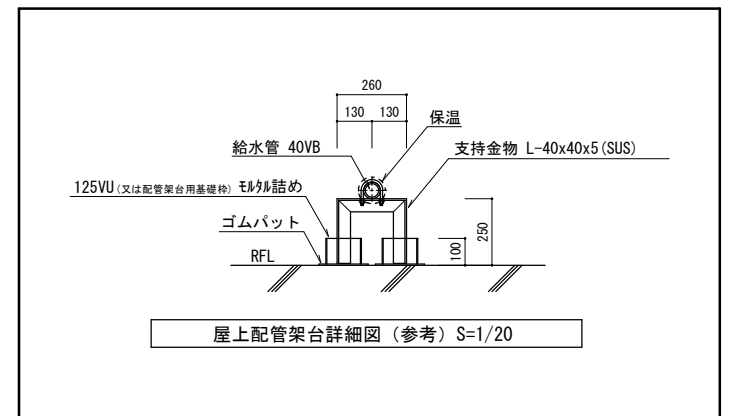 260
130 130
保温
給水管 40VB
支持金物 L-40x40x5(SUS)
125VU(又は配管架台用基礎枠) ﾓﾙﾀﾙ詰め
ゴムパット
100
250
RFL
屋上配管架台詳細図（参考）S=1/20